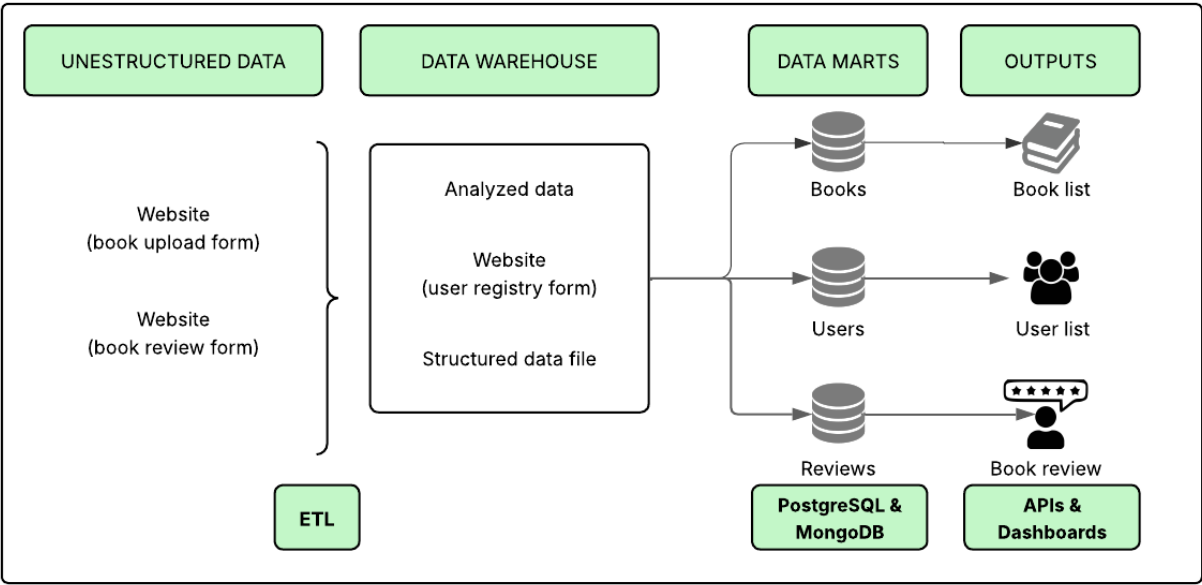 UNESTRUCTURED DATA
DATA WAREHOUSE
DATA MARTS
OUTPUTS
Website
(book upload form)
Website
(book review form)
ETL
Analyzed data
Website
(user registry form)
Structured data file
Books
Book list
Users
User list
Reviews
Book review
PostgreSQL &
MongoDB
APIs &
Dashboards